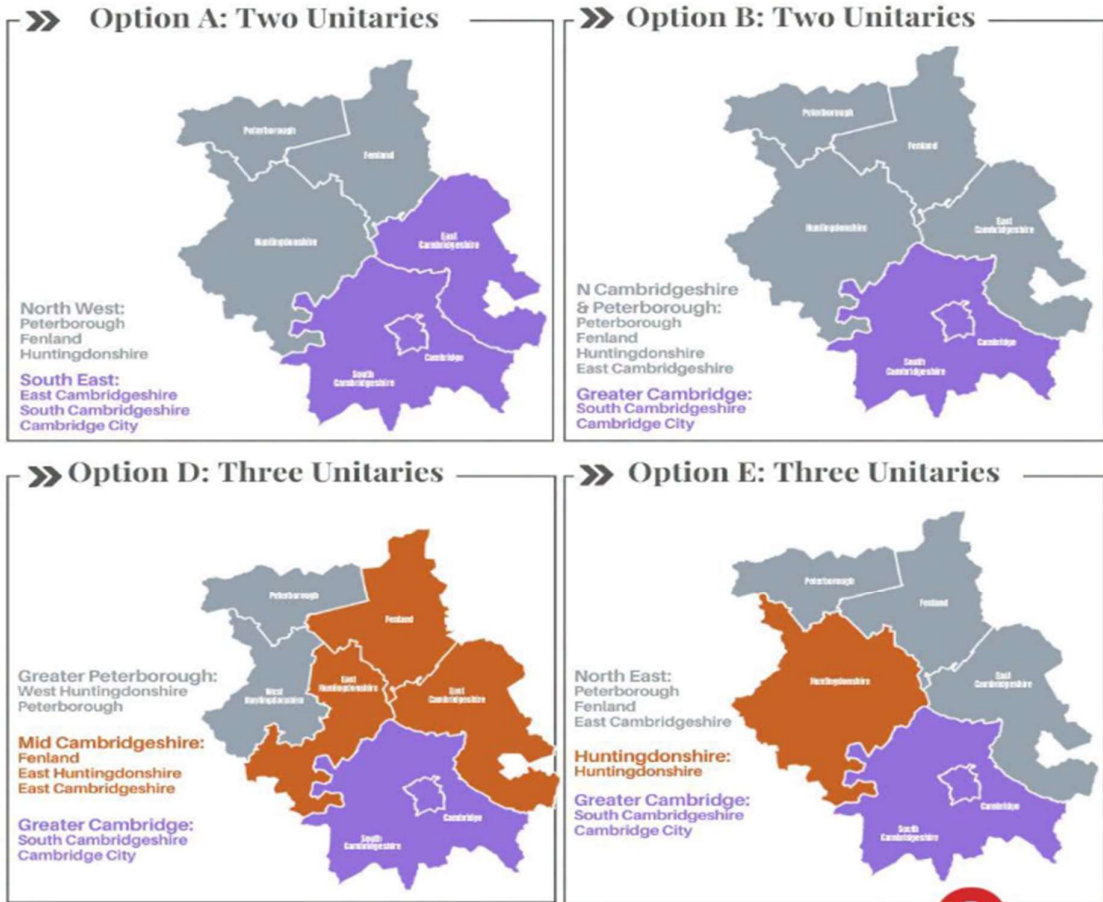 Option A: Two Unitaries
Peterborough
Fenland
Huntingdonshire
East
Cambridgeshire
South
Cambridgeshire
Cambridge
North West:
Peterborough
Fenland
Huntingdonshire
South East:
East Cambridgeshire
South Cambridgeshire
Cambridge City
Option B: Two Unitaries
Peterborough
Fenland
Huntingdonshire
East
Cambridgeshire
South
Cambridgeshire
Cambridge
N Cambridgeshire
& Peterborough:
Peterborough
Fenland
Huntingdonshire
East Cambridgeshire
Greater Cambridge:
South Cambridgeshire
Cambridge City
Option D: Three Unitaries
Peterborough
Fenland
West
Huntingdonshire
East
Huntingdonshire
East
Cambridgeshire
South
Cambridgeshire
Cambridge
Greater Peterborough:
West Huntingdonshire
Peterborough
Mid Cambridgeshire:
Fenland
East Huntingdonshire
East Cambridgeshire
Greater Cambridge:
South Cambridgeshire
Cambridge City
Option E: Three Unitaries
Peterborough
Fenland
Huntingdonshire
East
Cambridgeshire
South
Cambridgeshire
Cambridge
North East:
Peterborough
Fenland
East Cambridgeshire
Huntingdonshire:
Huntingdonshire
Greater Cambridge:
South Cambridgeshire
Cambridge City